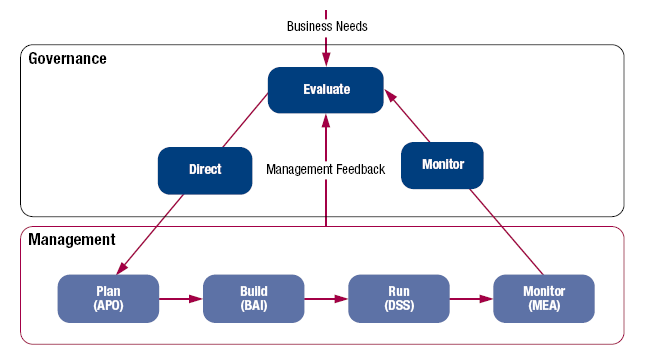 Business Needs
Governance
Evaluate
Direct
Management Feedback
Monitor
Management
Plan
(APO)
Build
(BAI)
Run
(DSS)
Monitor
(MEA)